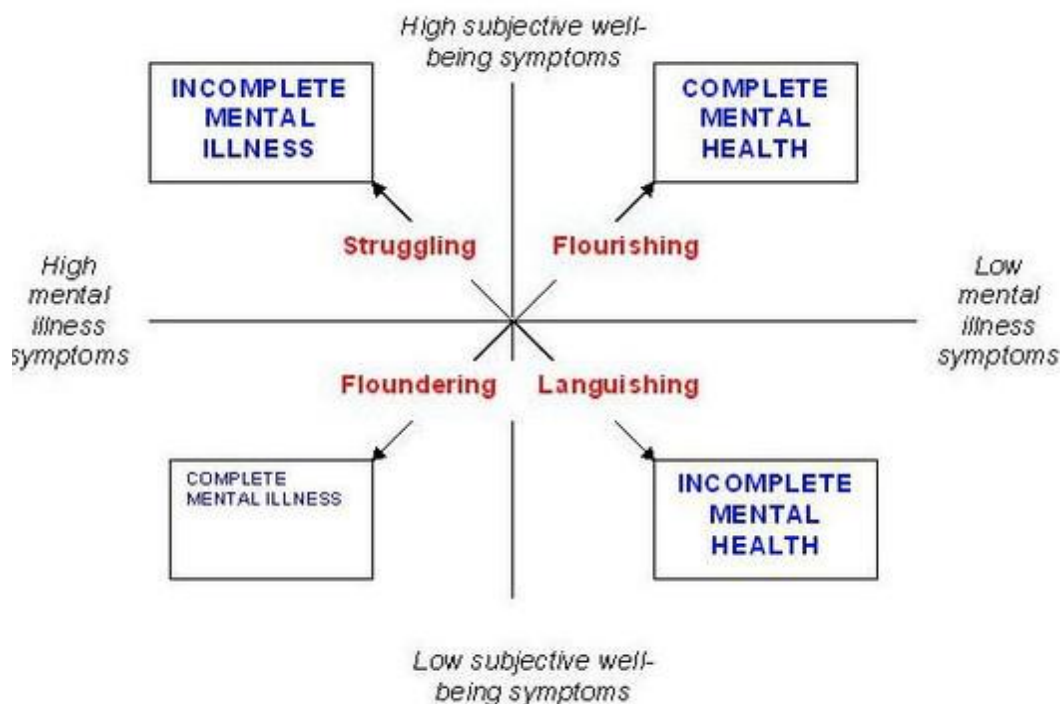 High subjective well-
being symptoms
INCOMPLETE
MENTAL
ILLNESS
COMPLETE
MENTAL
HEALTH
Struggling
Flourishing
High
mental
illness
symptoms
Low
mental
illness
symptoms
Floundering
Languishing
COMPLETE
MENTAL ILLNESS
INCOMPLETE
MENTAL
HEALTH
Low subjective well-
being symptoms